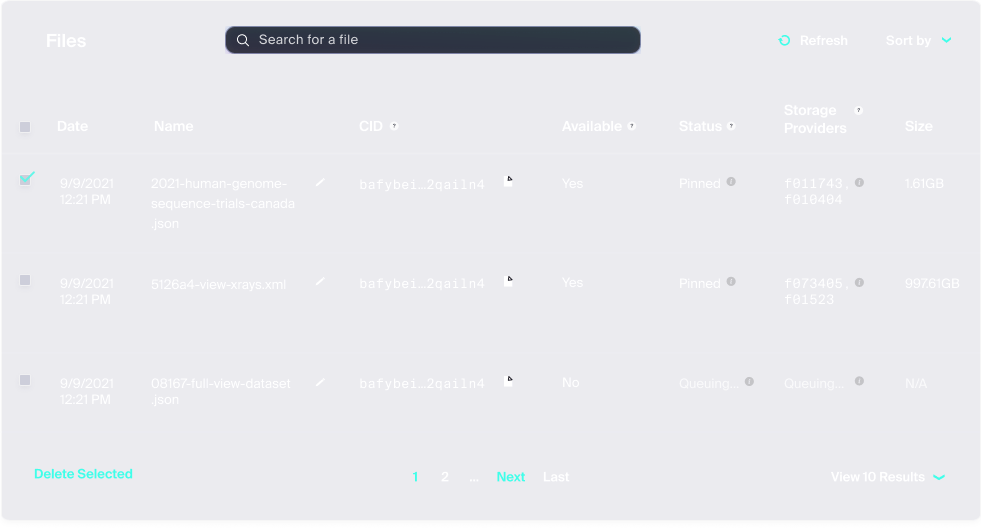 Files
Search for a file
Refresh
Sort by
Date
Name
CID ?
Available ?
Status ?
Storage ?
Providers
Size
9/9/2021
12:21 PM
2021-human-genome-
sequence-trials-canada
.json
bafybei...2qailn4
Yes
Pinned
f011743,
f010404
1.61GB
9/9/2021
12:21 PM
5126a4-view-xrays.xml
bafybei...2qailn4
Yes
Pinned
f073405,
f01523
997.61GB
9/9/2021
12:21 PM
08167-full-view-dataset
.json
bafybei...2qailn4
No
Queuing...
Queuing...
N/A
Delete Selected
1 2 ... Next Last
View 10 Results